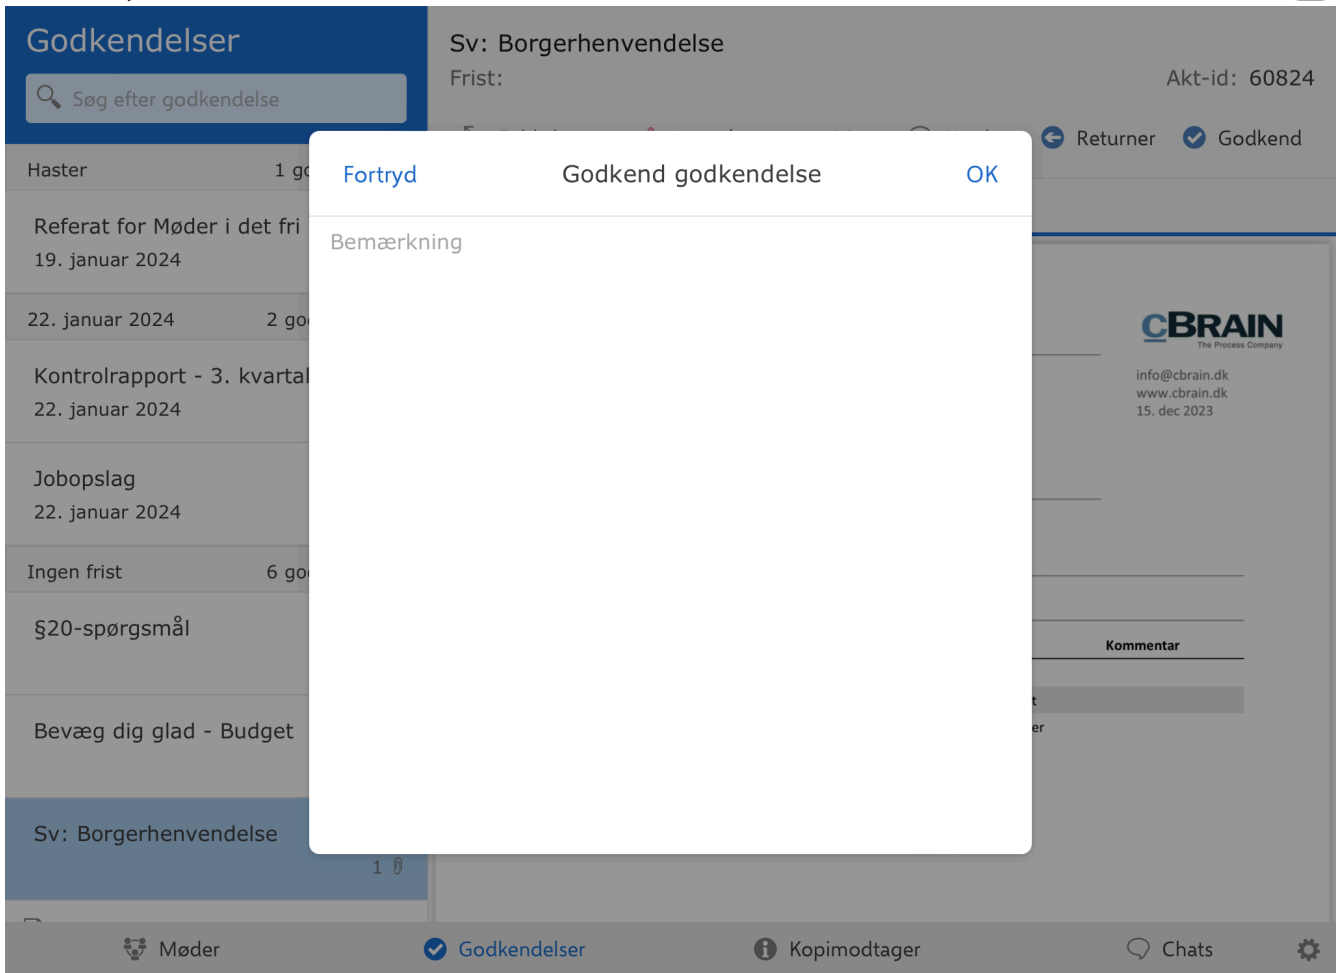 Godkendelser
Søg efter godkendelse
Haster
Referat for Møder i det fri
19. januar 2024
22. januar 2024
Kontrolrapport - 3. kvartal
22. januar 2024
Jobopslag
22. januar 2024
Ingen frist
§20-spørgsmål
Bevæg dig glad - Budget
Sv: Borgerhenvendelse
1
Sv: Borgerhenvendelse
Frist:
Akt-id: 60824
Returner
Godkend
Fortryd
Godkend godkendelse
OK
Bemærkning
CBRAIN
The Process Company
info@cbrain.dk
www.cbrain.dk
15. dec 2023
Kommentar
Møder
Godkendelser
Kopimodtager
Chats